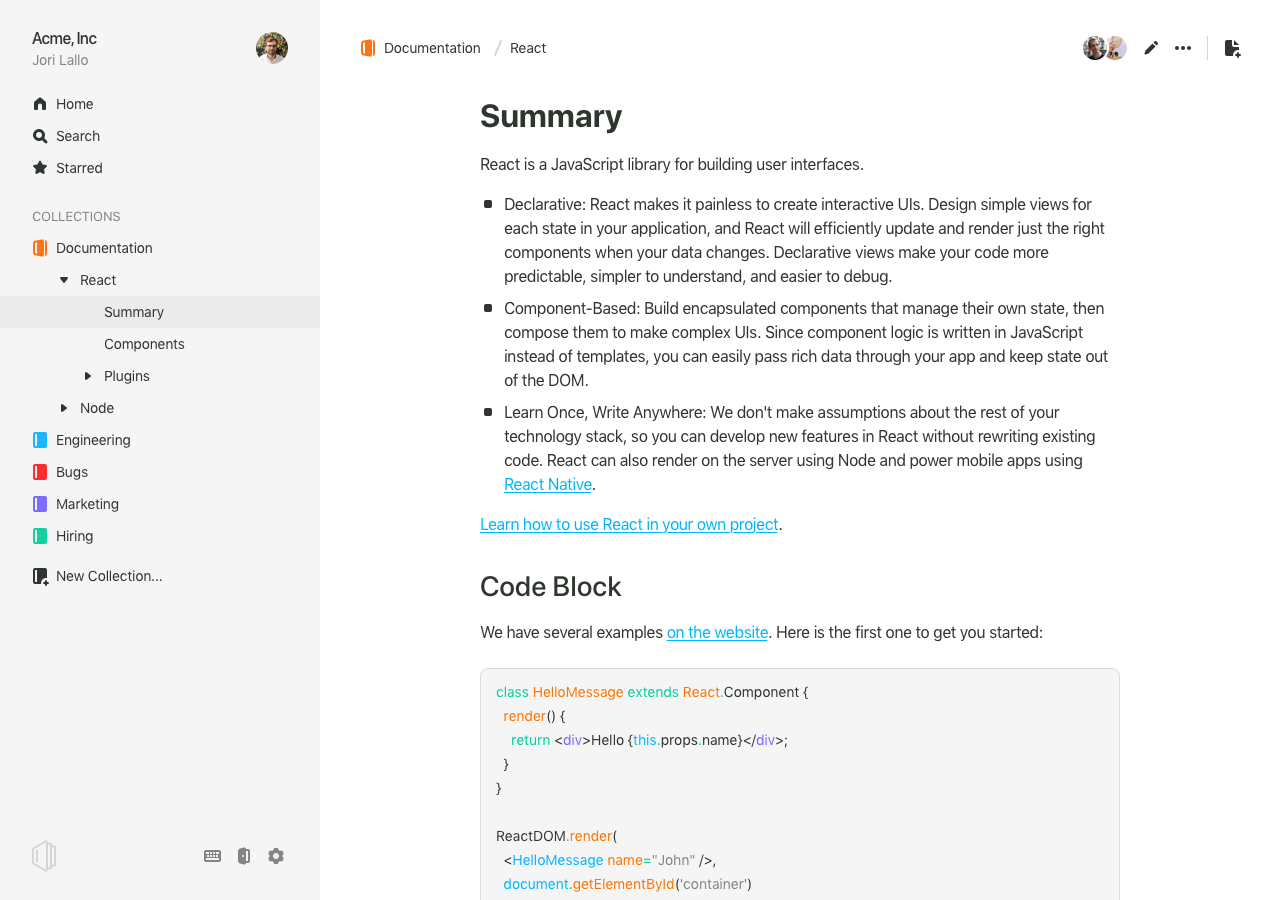 Acme, Inc
Jori Lallo
Home
Search
Starred
COLLECTIONS
Documentation
React
Summary
Components
Plugins
Node
Engineering
Bugs
Marketing
Hiring
New Collection...
Documentation / React
Summary
React is a JavaScript library for building user interfaces.
Declarative: React makes it painless to create interactive UIs. Design simple views for
each state in your application, and React will efficiently update and render just the right
components when your data changes. Declarative views make your code more
predictable, simpler to understand, and easier to debug.
Component-Based: Build encapsulated components that manage their own state, then
compose them to make complex UIs. Since component logic is written in JavaScript
instead of templates, you can easily pass rich data through your app and keep state out
of the DOM.
Learn Once, Write Anywhere: We don't make assumptions about the rest of your
technology stack, so you can develop new features in React without rewriting existing
code. React can also render on the server using Node and power mobile apps using
React Native.
Learn how to use React in your own project.
Code Block
We have several examples on the website. Here is the first one to get you started:
class HelloMessage extends React.Component {
  render() {
    return <div>Hello {this.props.name}</div>;
  }
}
ReactDOM.render(
  <HelloMessage name="John" />,
  document.getElementById('container')